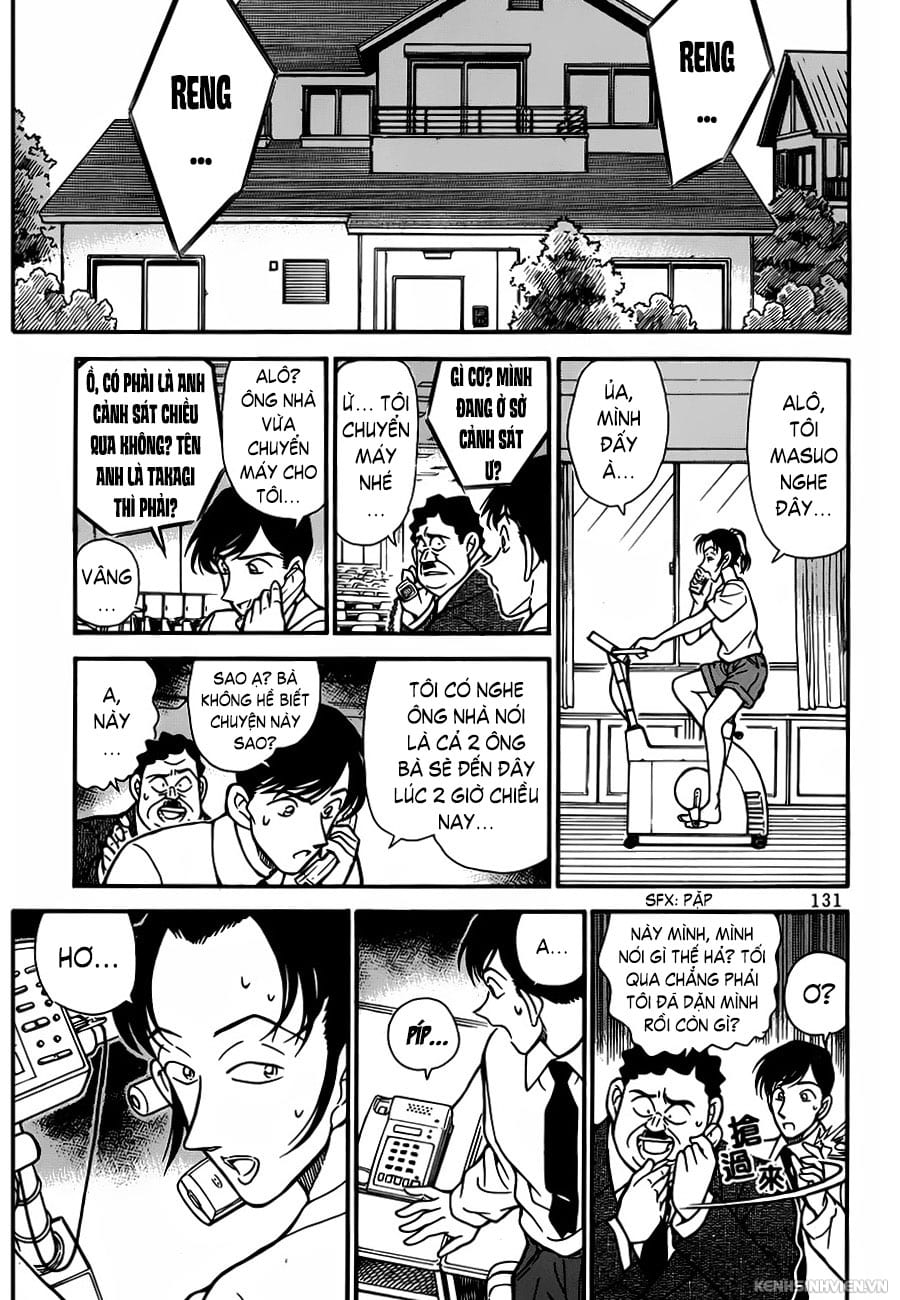 RENG
...
RENG
...
ALÔ,
TÔI
MASUO
NGHE
ĐÂY...
ỦA,
MÌNH
ĐẤY
À...
GÌ CƠ? MÌNH
ĐANG Ở SỞ
CẢNH SÁT
Ư?
Ừ... TÔI
CHUYỂN
MÁY
NHÉ
ALÔ?
ÔNG NHÀ
VỪA
CHUYỂN
MÁY CHO
TÔI...
Ồ, CÓ PHẢI LÀ ANH
CẢNH SÁT CHIỀU
QUA KHÔNG? TÊN
ANH LÀ TAKAGI
THÌ PHẢI?
VÂNG
...
TÔI CÓ NGHE
ÔNG NHÀ NÓI
LÀ CẢ 2 ÔNG
BÀ SẼ ĐẾN ĐÂY
LÚC 2 GIỜ CHIỀU
NAY...
SAO Ạ? BÀ
KHÔNG HỀ BIẾT
CHUYỆN NÀY
SAO?
A,
NÀY
...
SFX: PẶP
131
Ơ?
NÀY MÌNH, MÌNH
NÓI GÌ THẾ HẢ? TỐI
QUA CHẲNG PHẢI
TÔI ĐÃ DẶN MÌNH
RỒI CÒN GÌ?
搶過來
A...
PÍP...
HƠ...
KENHSINHVIEN.VN